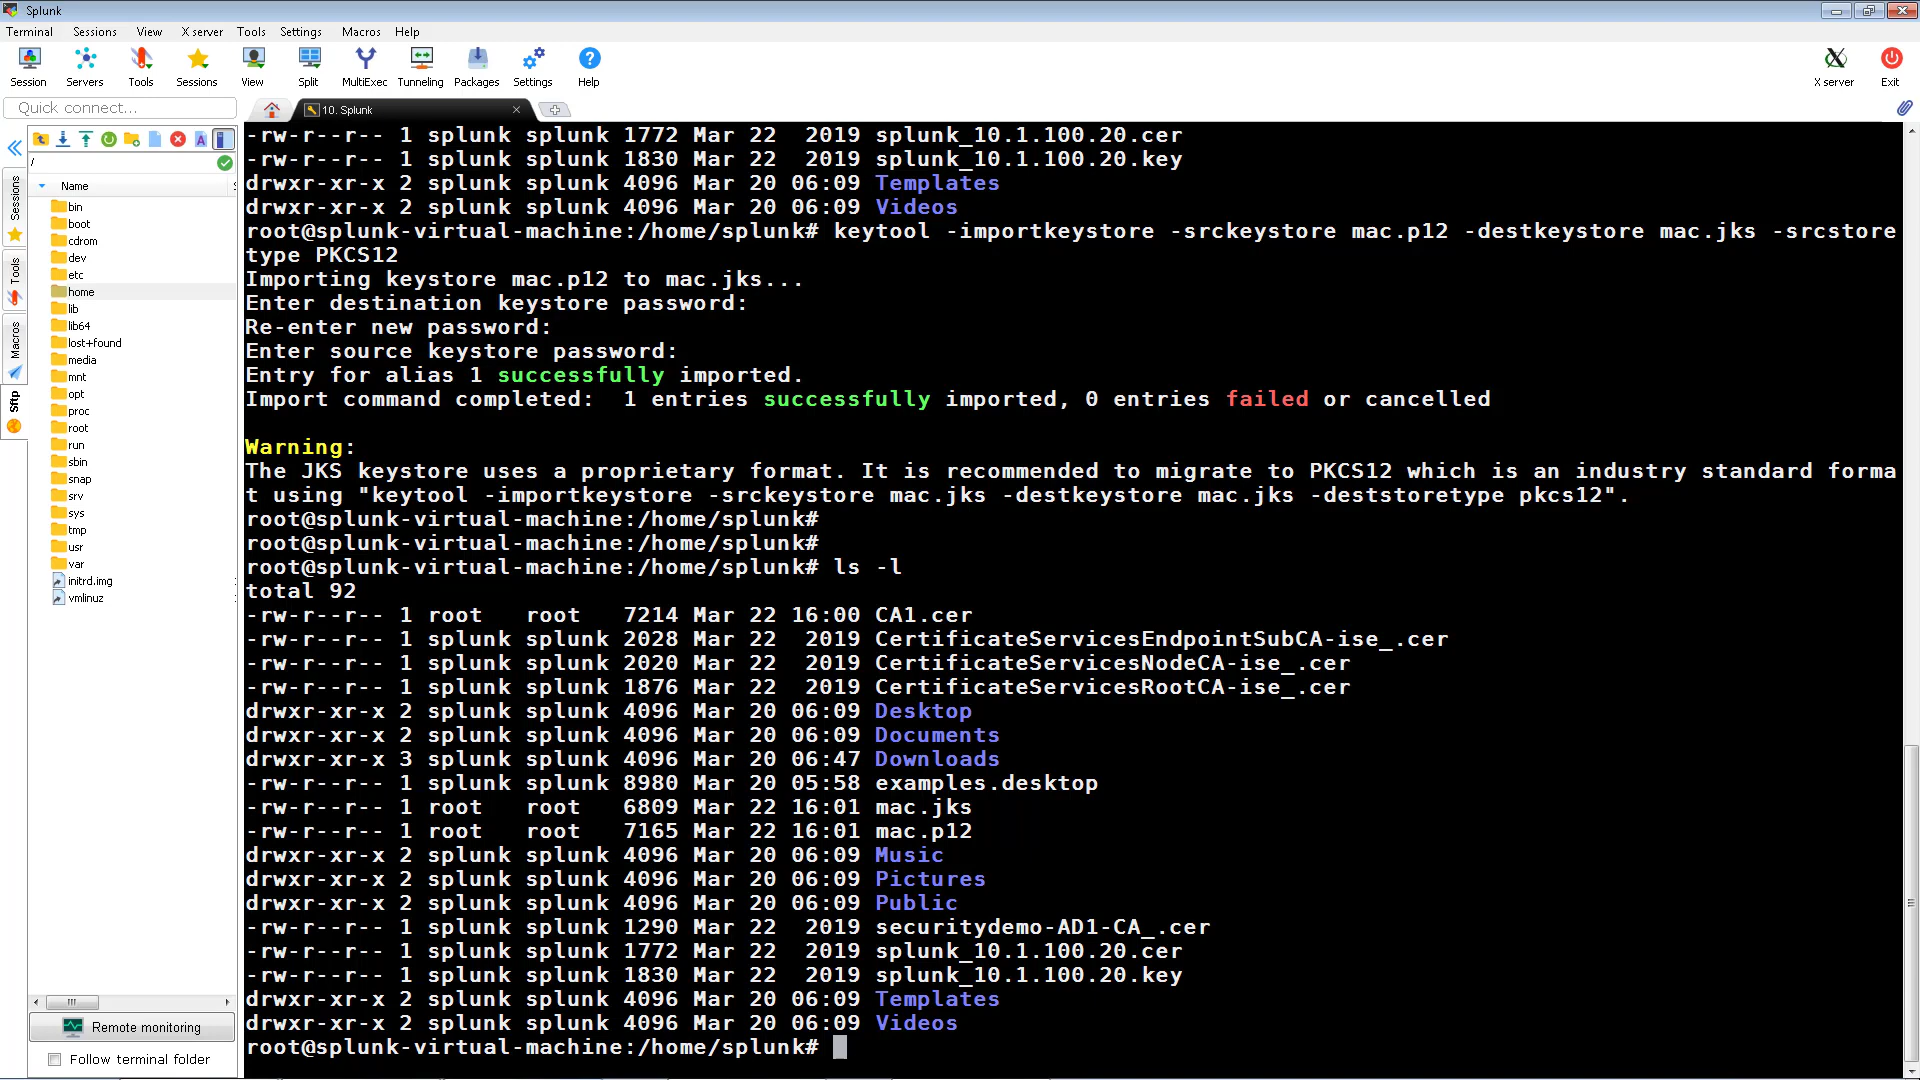 Splunk
Terminal Sessions View X server Tools Settings Macros Help
Session Servers Tools Sessions View Split MultiExec Tunneling Packages Settings Help X server Exit
Quick connect...
10. Splunk
/
Name
Sessions
Tools
Macros
Sftp
bin
boot
cdrom
dev
etc
home
lib
lib64
lost+found
media
mnt
opt
proc
root
run
sbin
snap
srv
sys
tmp
usr
var
initrd.img
vmlinuz
Remote monitoring
Follow terminal folder
-rw-r--r-- 1 splunk splunk 1772 Mar 22  2019 splunk_10.1.100.20.cer
-rw-r--r-- 1 splunk splunk 1830 Mar 22  2019 splunk_10.1.100.20.key
drwxr-xr-x 2 splunk splunk 4096 Mar 20 06:09 Templates
drwxr-xr-x 2 splunk splunk 4096 Mar 20 06:09 Videos
root@splunk-virtual-machine:/home/splunk# keytool -importkeystore -srckeystore mac.p12 -destkeystore mac.jks -srcstore
type PKCS12
Importing keystore mac.p12 to mac.jks...
Enter destination keystore password:
Re-enter new password:
Enter source keystore password:
Entry for alias 1 successfully imported.
Import command completed:  1 entries successfully imported, 0 entries failed or cancelled
Warning:
The JKS keystore uses a proprietary format. It is recommended to migrate to PKCS12 which is an industry standard forma
t using "keytool -importkeystore -srckeystore mac.jks -destkeystore mac.jks -deststoretype pkcs12".
root@splunk-virtual-machine:/home/splunk#
root@splunk-virtual-machine:/home/splunk#
root@splunk-virtual-machine:/home/splunk# ls -l
total 92
-rw-r--r-- 1 root   root   7214 Mar 22 16:00 CA1.cer
-rw-r--r-- 1 splunk splunk 2028 Mar 22  2019 CertificateServicesEndpointSubCA-ise_.cer
-rw-r--r-- 1 splunk splunk 2020 Mar 22  2019 CertificateServicesNodeCA-ise_.cer
-rw-r--r-- 1 splunk splunk 1876 Mar 22  2019 CertificateServicesRootCA-ise_.cer
drwxr-xr-x 2 splunk splunk 4096 Mar 20 06:09 Desktop
drwxr-xr-x 2 splunk splunk 4096 Mar 20 06:09 Documents
drwxr-xr-x 3 splunk splunk 4096 Mar 20 06:47 Downloads
-rw-r--r-- 1 splunk splunk 8980 Mar 20 05:58 examples.desktop
-rw-r--r-- 1 root   root   6809 Mar 22 16:01 mac.jks
-rw-r--r-- 1 root   root   7165 Mar 22 16:01 mac.p12
drwxr-xr-x 2 splunk splunk 4096 Mar 20 06:09 Music
drwxr-xr-x 2 splunk splunk 4096 Mar 20 06:09 Pictures
drwxr-xr-x 2 splunk splunk 4096 Mar 20 06:09 Public
-rw-r--r-- 1 splunk splunk 1290 Mar 22  2019 securitydemo-AD1-CA_.cer
-rw-r--r-- 1 splunk splunk 1772 Mar 22  2019 splunk_10.1.100.20.cer
-rw-r--r-- 1 splunk splunk 1830 Mar 22  2019 splunk_10.1.100.20.key
drwxr-xr-x 2 splunk splunk 4096 Mar 20 06:09 Templates
drwxr-xr-x 2 splunk splunk 4096 Mar 20 06:09 Videos
root@splunk-virtual-machine:/home/splunk#